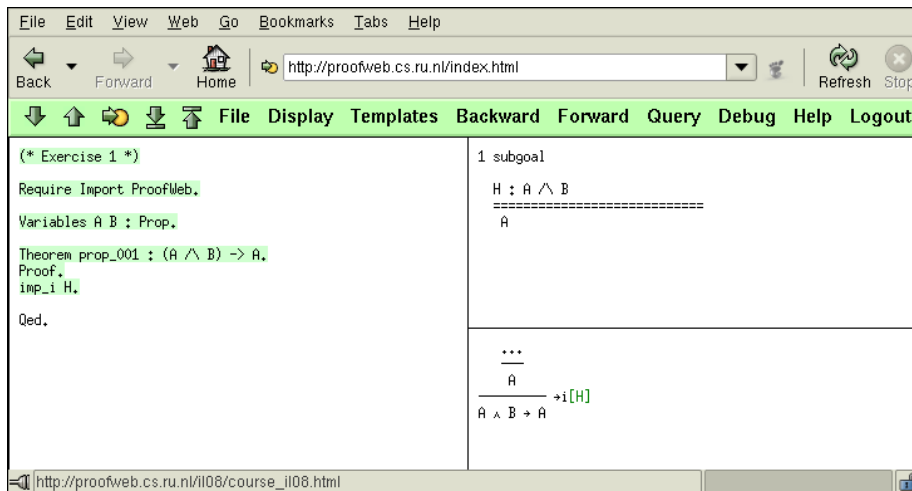 File Edit View Web Go Bookmarks Tabs Help
Back Forward Home http://proofweb.cs.ru.nl/index.html Refresh Stop
File Display Templates Backward Forward Query Debug Help Logout
(* Exercise 1 *)
Require Import ProofWeb.
Variables A B : Prop.
Theorem prop_001 : (A /\ B) -> A.
Proof.
imp_i H.
Qed.
1 subgoal
H : A /\ B
============================
A
...
A
→i[H]
A ∧ B → A
http://proofweb.cs.ru.nl/il08/course_il08.html